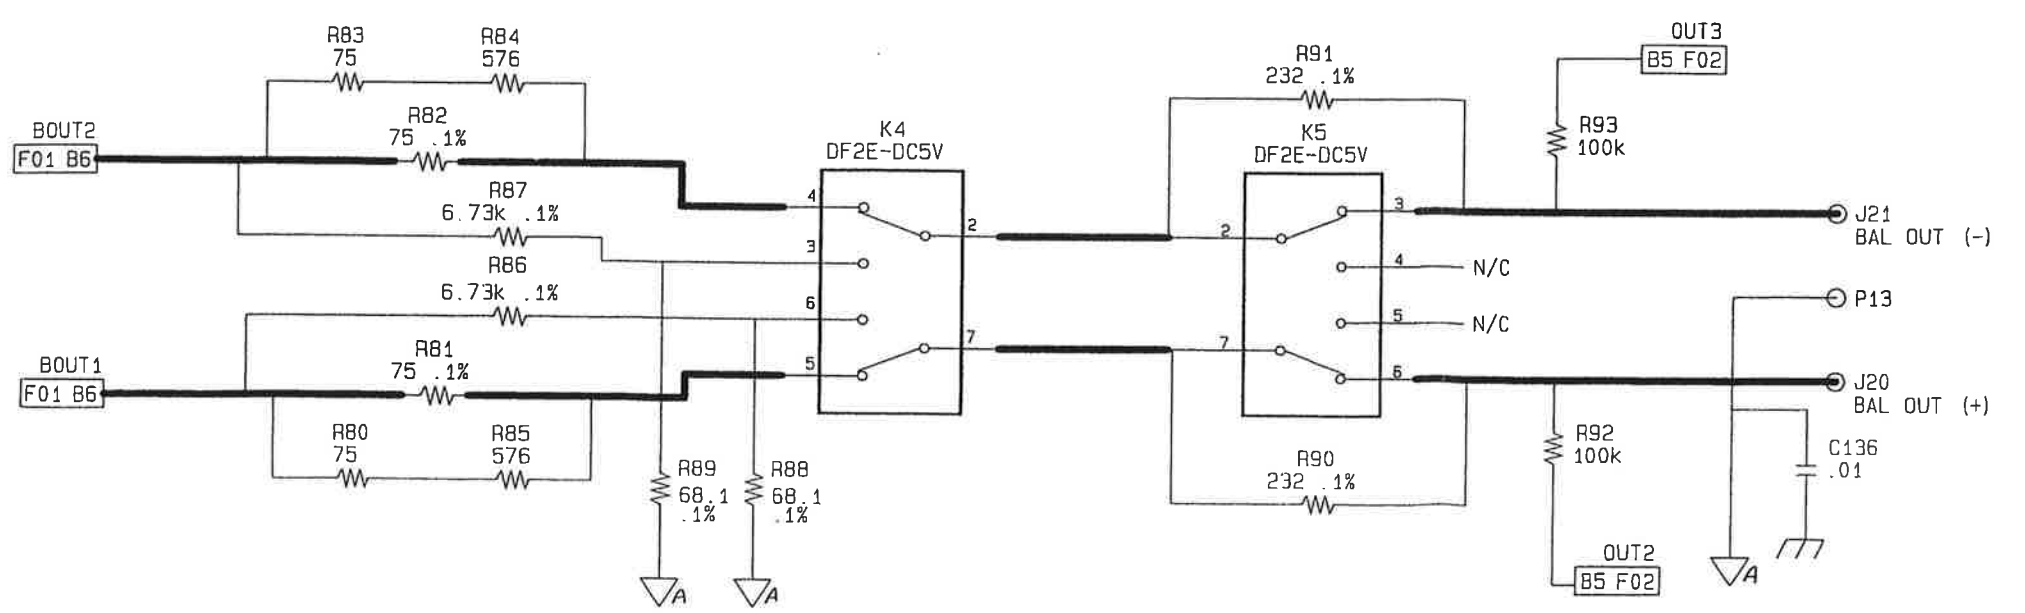 R83
75
R84
576
R82
75 .1%
BOUT2
F01 B6
R87
6.73k .1%
R86
6.73k .1%
BOUT1
F01 B6
R81
75 .1%
R80
75
R85
576
R89
68.1
.1%
R88
68.1
.1%
A
A
K4
DF2E-DC5V
4
3
6
5
2
7
R91
232 .1%
K5
DF2E-DC5V
2
7
3
4
5
6
N/C
N/C
R90
232 .1%
OUT3
B5 F02
R93
100k
J21
BAL OUT (-)
P13
J20
BAL OUT (+)
R92
100k
C136
.01
OUT2
B5 F02
A